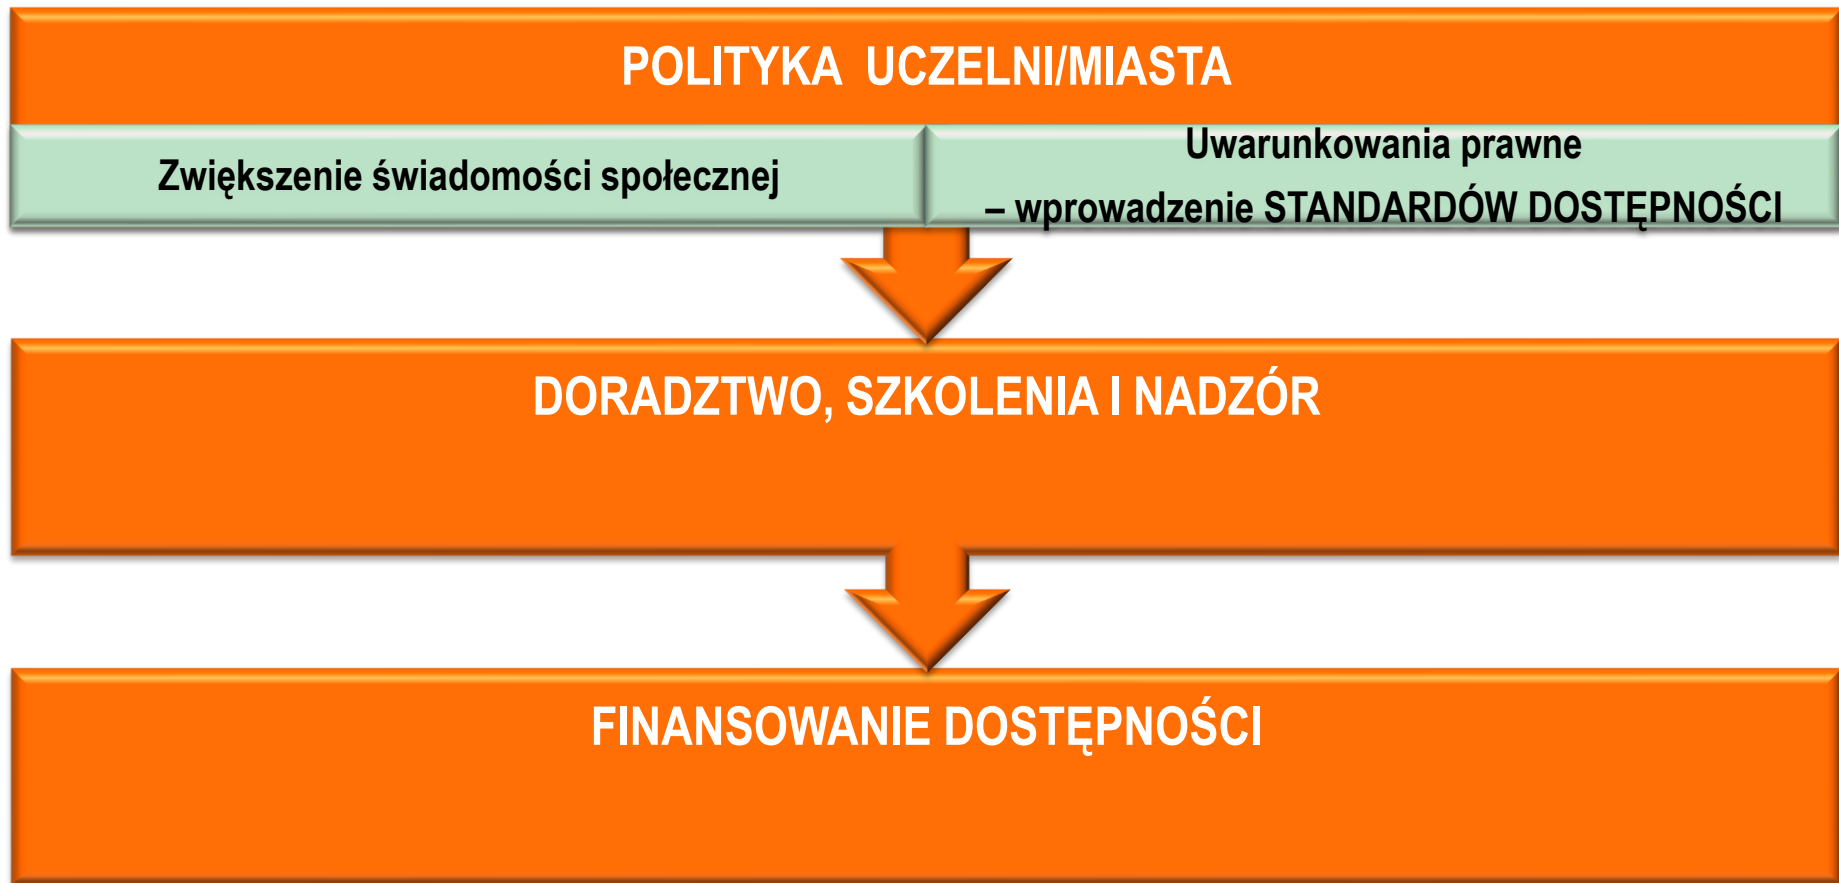 POLITYKA UCZELNI/MIASTA
Zwiększenie świadomości społecznej
Uwarunkowania prawne
– wprowadzenie STANDARDÓW DOSTĘPNOŚCI
DORADZTWO, SZKOLENIA I NADZÓR
FINANSOWANIE DOSTĘPNOŚCI